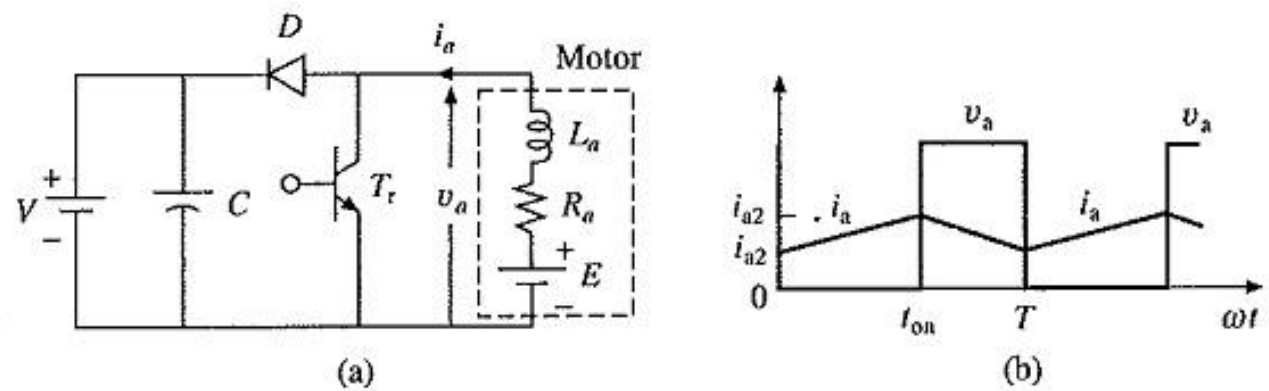 D
i_a
Motor
L_a
+
V
−
C
T_r
v_a
R_a
+
E
−
(a)
v_a
v_a
i_a2
. i_a
i_a
i_a2
0
t_on
T
ωt
(b)